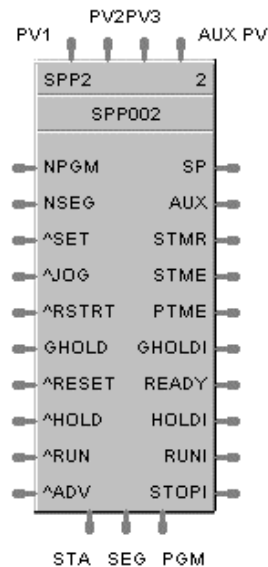 PV1 PV2PV3 AUX PV
SPP2 2
SPP002
NPGM SP
NSEG AUX
^SET STMR
^JOG STME
^RSTRT PTME
GHOLD GHOLDI
^RESET READY
^HOLD HOLDI
^RUN RUNI
^ADV STOPI
STA SEG PGM